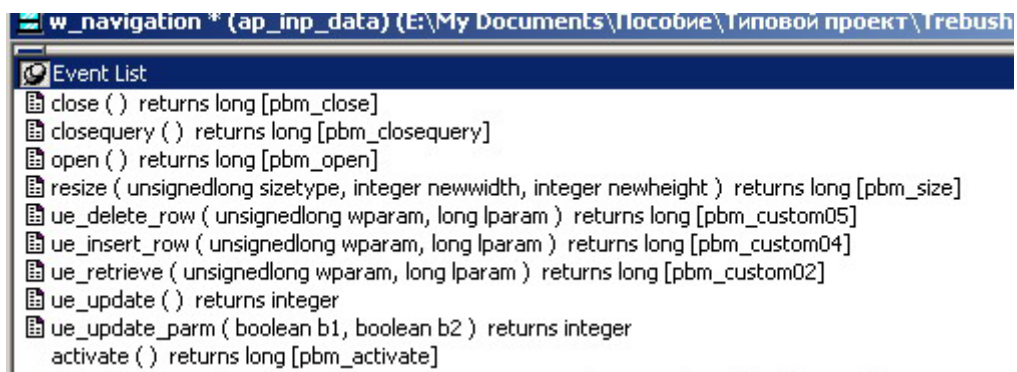 w_navigation * (ap_inp_data) (E:\My Documents\Пособие\Типовой проект\Trebush
Event List
close ( ) returns long [pbm_close]
closequery ( ) returns long [pbm_closequery]
open ( ) returns long [pbm_open]
resize ( unsignedlong sizetype, integer newwidth, integer newheight ) returns long [pbm_size]
ue_delete_row ( unsignedlong wparam, long lparam ) returns long [pbm_custom05]
ue_insert_row ( unsignedlong wparam, long lparam ) returns long [pbm_custom04]
ue_retrieve ( unsignedlong wparam, long lparam ) returns long [pbm_custom02]
ue_update ( ) returns integer
ue_update_parm ( boolean b1, boolean b2 ) returns integer
activate ( ) returns long [pbm_activate]